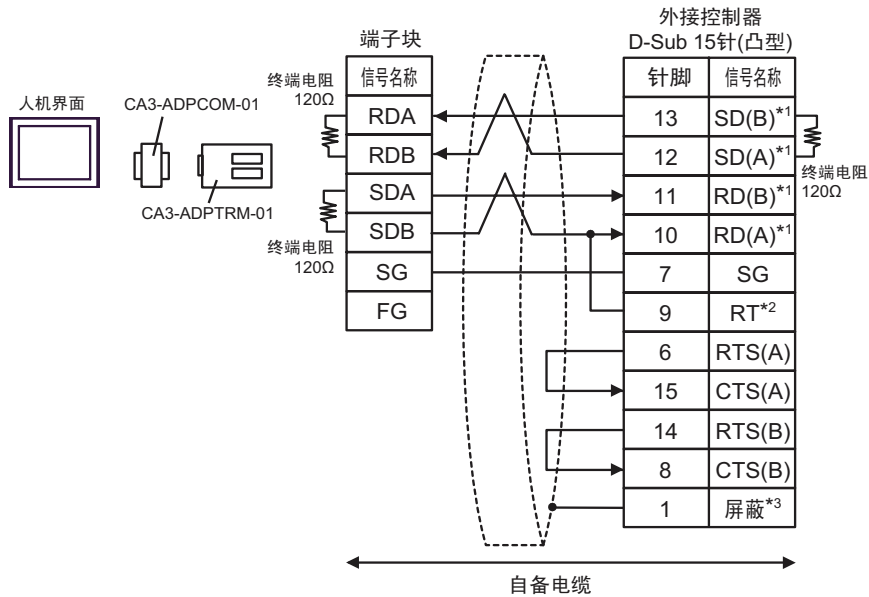 外接控制器
D-Sub 15针(凸型)
端子块
信号名称
RDA
RDB
SDA
SDB
SG
FG
终端电阻
120Ω
终端电阻
120Ω
人机界面
CA3-ADPCOM-01
CA3-ADPTRM-01
针脚 信号名称
13 SD(B)*1
12 SD(A)*1
11 RD(B)*1
10 RD(A)*1
7 SG
9 RT*2
6 RTS(A)
15 CTS(A)
14 RTS(B)
8 CTS(B)
1 屏蔽*3
终端电阻
120Ω
自备电缆